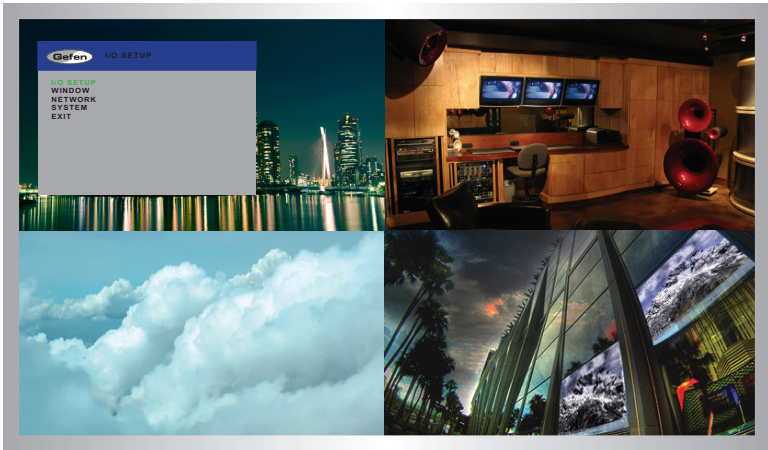 Gefen I/O SETUP
I/O SETUP
WINDOW
NETWORK
SYSTEM
EXIT